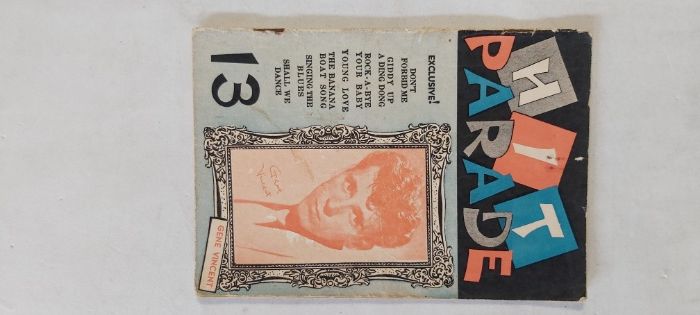 HIT
PARADE
EXCLUSIVE!
DON'T
FORBID ME
GIDDY UP
A DING DONG
ROCK-A-BYE
YOUR BABY
YOUNG LOVE
THE BANANA
BOAT SONG
SINGING THE
BLUES
SHALL WE
DANCE
13
Gene
GENE VINCENT